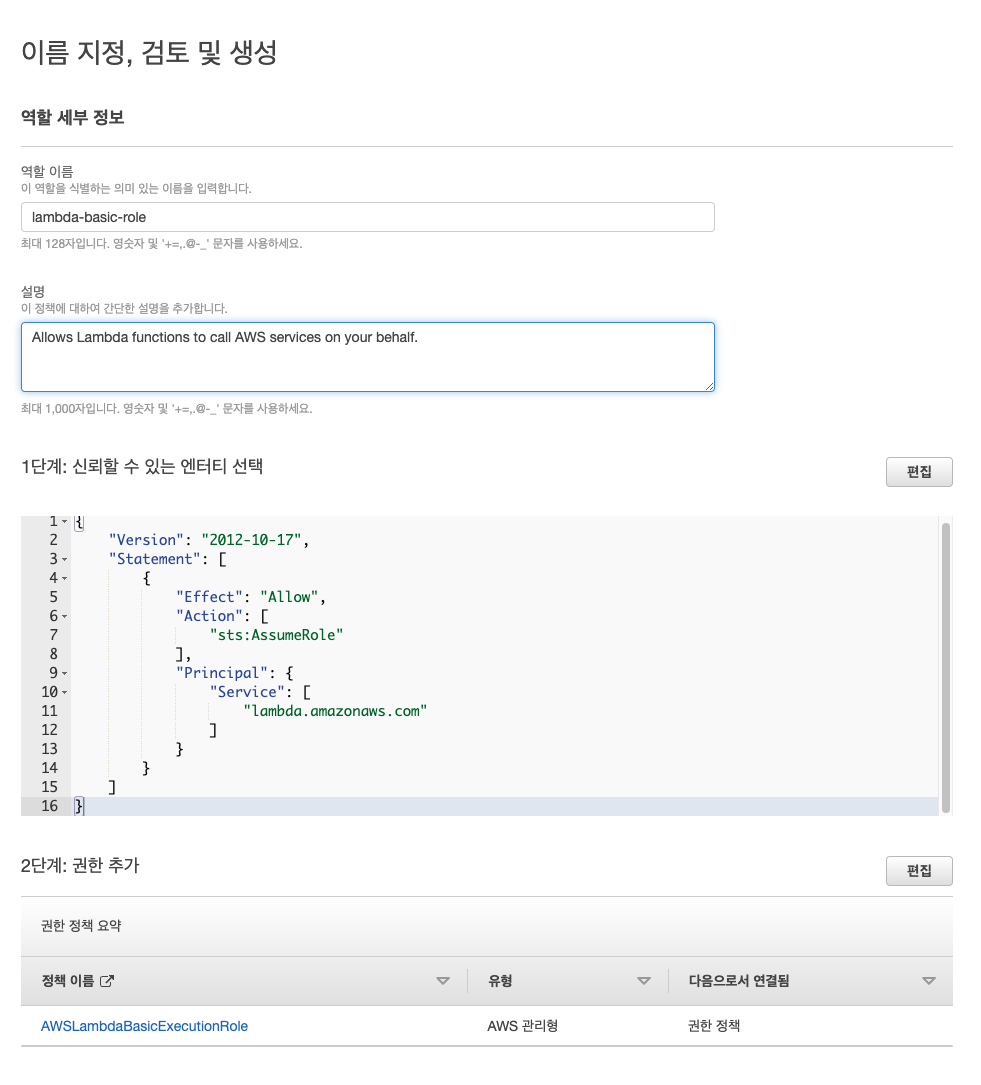 이름 지정, 검토 및 생성
역할 세부 정보
역할 이름
이 역할을 식별하는 의미 있는 이름을 입력합니다.
lambda-basic-role
최대 128자입니다. 영숫자 및 '+=,.@-_' 문자를 사용하세요.
설명
이 정책에 대하여 간단한 설명을 추가합니다.
Allows Lambda functions to call AWS services on your behalf.
최대 1,000자입니다. 영숫자 및 '+=,.@-_' 문자를 사용하세요.
1단계: 신뢰할 수 있는 엔터티 선택
편집
1 {
2     "Version": "2012-10-17",
3     "Statement": [
4         {
5             "Effect": "Allow",
6             "Action": [
7                 "sts:AssumeRole"
8             ],
9             "Principal": {
10                 "Service": [
11                     "lambda.amazonaws.com"
12                 ]
13             }
14         }
15     ]
16 }
2단계: 권한 추가
편집
권한 정책 요약
정책 이름 유형 다음으로서 연결됨
AWSLambdaBasicExecutionRole AWS 관리형 권한 정책